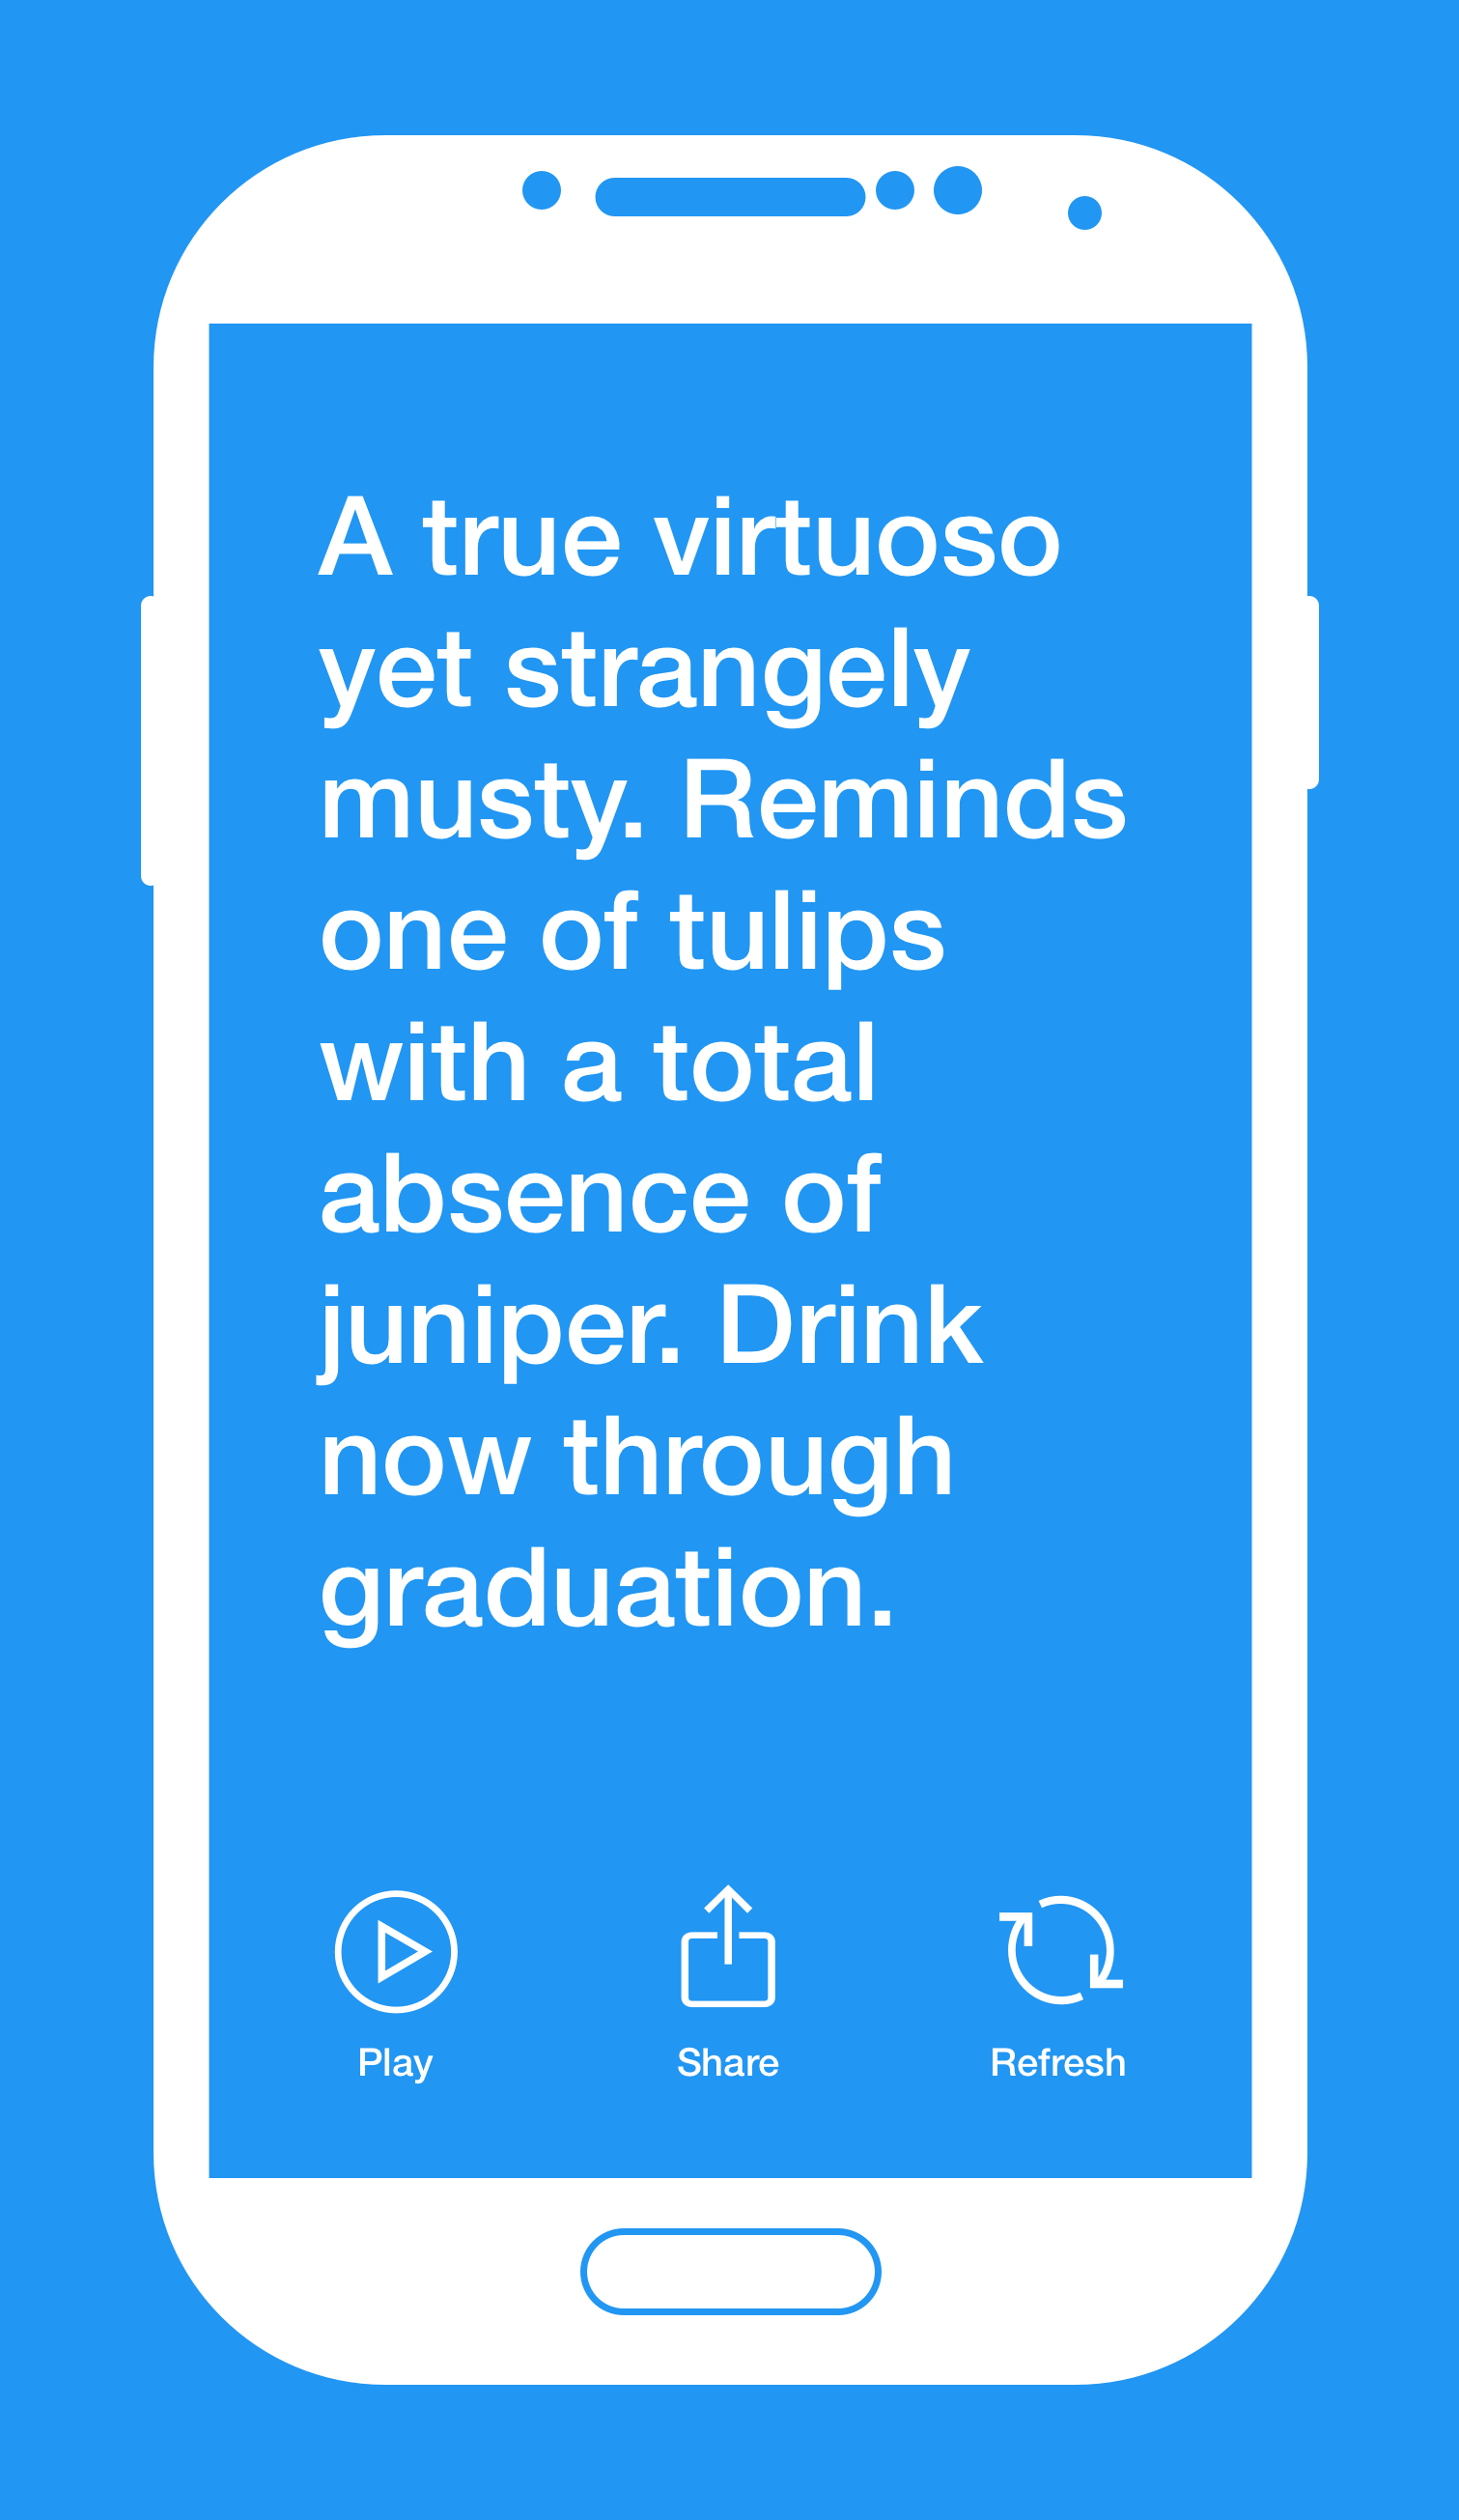 A true virtuoso
yet strangely
musty. Reminds
one of tulips
with a total
absence of
juniper. Drink
now through
graduation.
Play
Share
Refresh